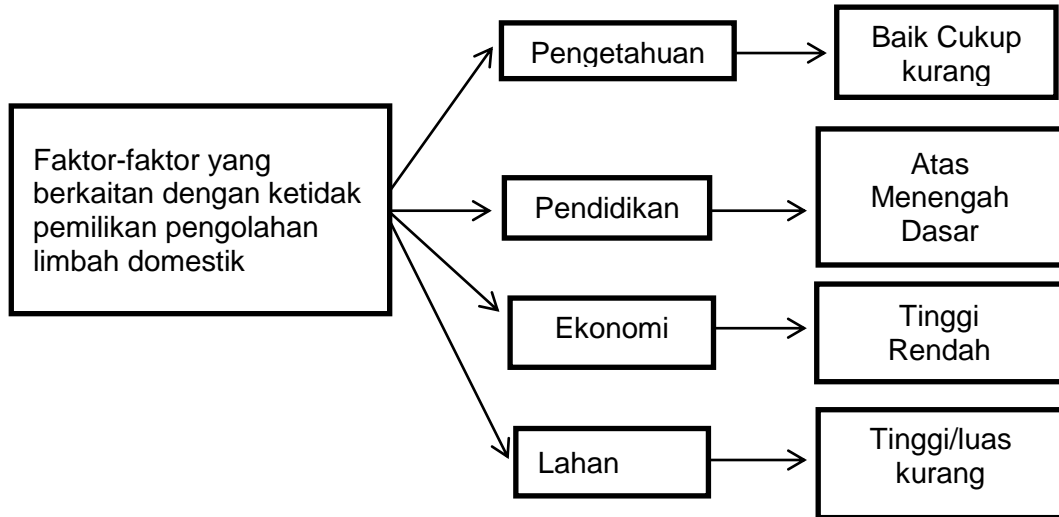 Faktor-faktor yang
berkaitan dengan ketidak
pemilikan pengolahan
limbah domestik
Pengetahuan
Baik Cukup
kurang
Pendidikan
Atas
Menengah
Dasar
Ekonomi
Tinggi
Rendah
Lahan
Tinggi/luas
kurang